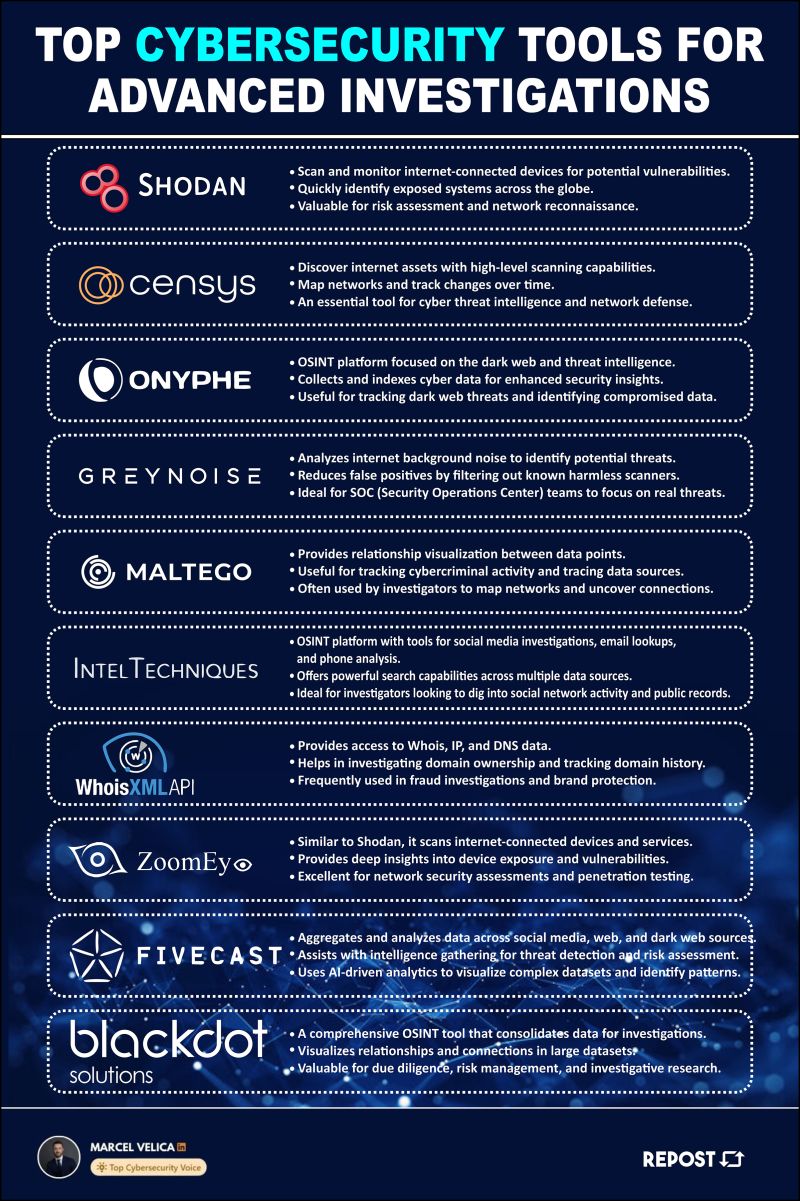 TOP CYBERSECURITY TOOLS FOR
ADVANCED INVESTIGATIONS
SHODAN
• Scan and monitor internet-connected devices for potential vulnerabilities.
• Quickly identify exposed systems across the globe.
• Valuable for risk assessment and network reconnaissance.
censys
• Discover internet assets with high-level scanning capabilities.
• Map networks and track changes over time.
• An essential tool for cyber threat intelligence and network defense.
ONYPHE
• OSINT platform focused on the dark web and threat intelligence.
• Collects and indexes cyber data for enhanced security insights.
• Useful for tracking dark web threats and identifying compromised data.
GREYNOISE
• Analyzes internet background noise to identify potential threats.
• Reduces false positives by filtering out known harmless scanners.
• Ideal for SOC (Security Operations Center) teams to focus on real threats.
MALTEGO
• Provides relationship visualization between data points.
• Useful for tracking cybercriminal activity and tracing data sources.
• Often used by investigators to map networks and uncover connections.
INTELTECHNIQUES
• OSINT platform with tools for social media investigations, email lookups,
and phone analysis.
• Offers powerful search capabilities across multiple data sources.
• Ideal for investigators looking to dig into social network activity and public records.
W
WhoisXMLAPI
• Provides access to Whois, IP, and DNS data.
• Helps in investigating domain ownership and tracking domain history.
• Frequently used in fraud investigations and brand protection.
ZoomEye
• Similar to Shodan, it scans internet-connected devices and services.
• Provides deep insights into device exposure and vulnerabilities.
• Excellent for network security assessments and penetration testing.
FIVECAST
• Aggregates and analyzes data across social media, web, and dark web sources.
• Assists with intelligence gathering for threat detection and risk assessment.
• Uses AI-driven analytics to visualize complex datasets and identify patterns.
blackdot
solutions
• A comprehensive OSINT tool that consolidates data for investigations.
• Visualizes relationships and connections in large datasets.
• Valuable for due diligence, risk management, and investigative research.
MARCEL VELICA in
Top Cybersecurity Voice
REPOST